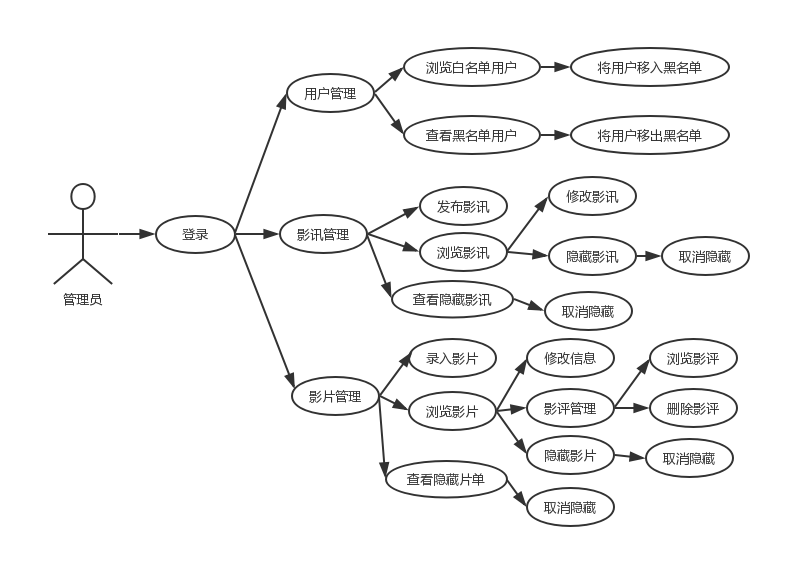 浏览白名单用户
将用户移入黑名单
用户管理
查看黑名单用户
将用户移出黑名单
修改影讯
发布影讯
登录
影讯管理
浏览影讯
隐藏影讯
取消隐藏
管理员
查看隐藏影讯
取消隐藏
录入影片
修改信息
浏览影评
影片管理
浏览影片
影评管理
删除影评
隐藏影片
取消隐藏
查看隐藏片单
取消隐藏